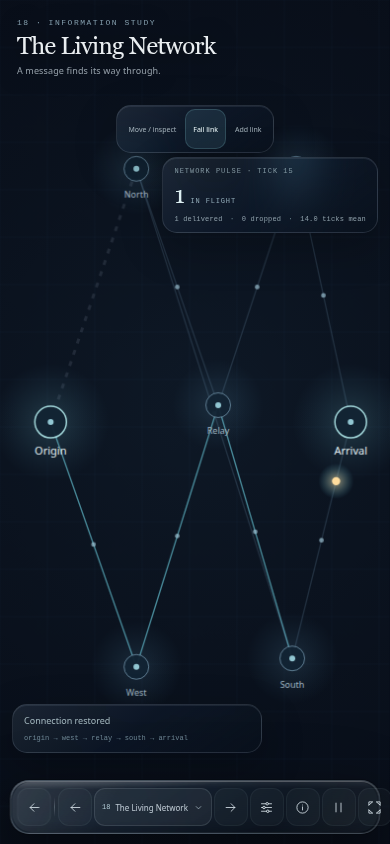 18 · INFORMATION STUDY
The Living Network
A message finds its way through.
Move / inspect Fail link Add link
NETWORK PULSE · TICK 15
1 IN FLIGHT
1 delivered · 0 dropped · 14.0 ticks mean
North
Relay
Origin
Arrival
West
South
Connection restored
origin → west → relay → south → arrival
18 The Living Network